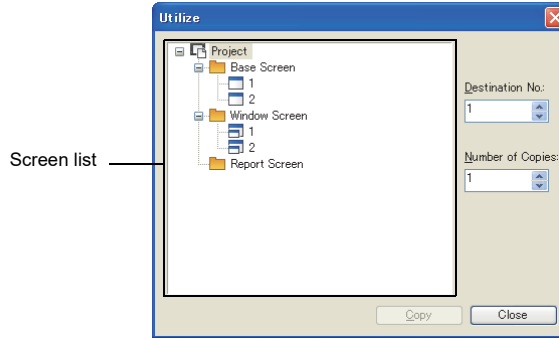 Utilize
Project
Base Screen
1
2
Window Screen
1
2
Report Screen
Screen list
Destination No.:
1
Number of Copies:
1
Copy
Close